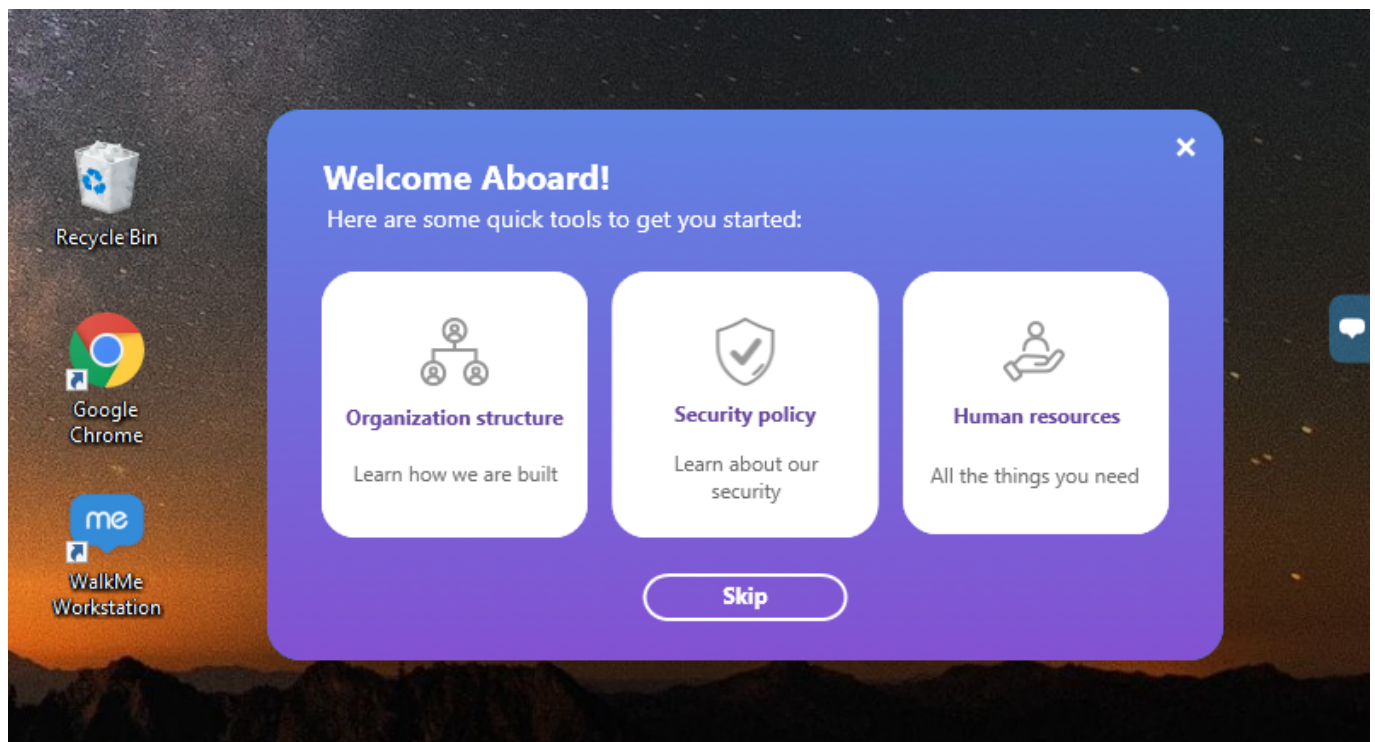 Recycle Bin
Google
Chrome
me
WalkMe
Workstation
Welcome Aboard!
Here are some quick tools to get you started:
Organization structure
Learn how we are built
Security policy
Learn about our
security
Human resources
All the things you need
Skip